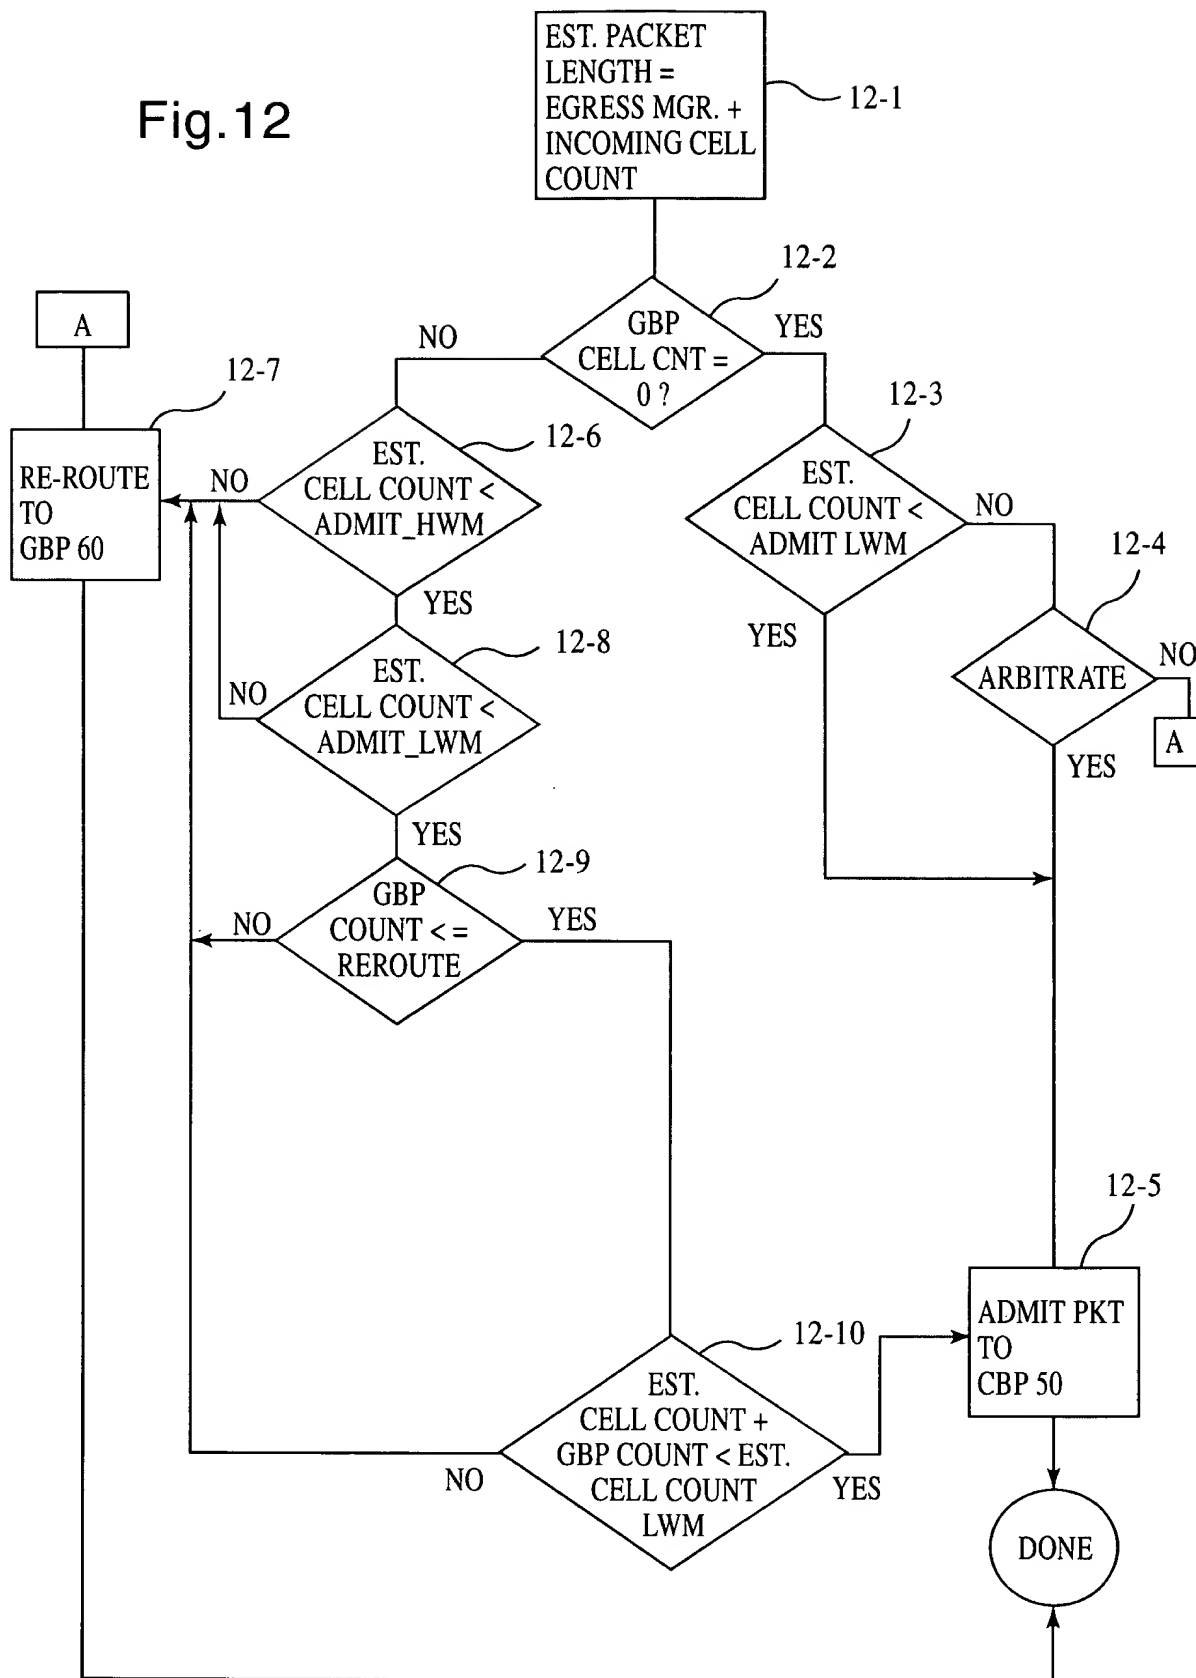 Fig.12
EST. PACKET
LENGTH =
EGRESS MGR. +
INCOMING CELL
COUNT
12-1
12-2
GBP
CELL CNT =
0 ?
NO
YES
A
12-7
RE-ROUTE
TO
GBP 60
12-6
EST.
CELL COUNT <
ADMIT_HWM
NO
YES
12-3
EST.
CELL COUNT <
ADMIT LWM
NO
YES
12-4
ARBITRATE
NO
A
YES
12-8
EST.
CELL COUNT <
ADMIT_LWM
NO
YES
12-9
GBP
COUNT < =
REROUTE
NO
YES
12-10
EST.
CELL COUNT +
GBP COUNT < EST.
CELL COUNT
LWM
NO
YES
12-5
ADMIT PKT
TO
CBP 50
DONE